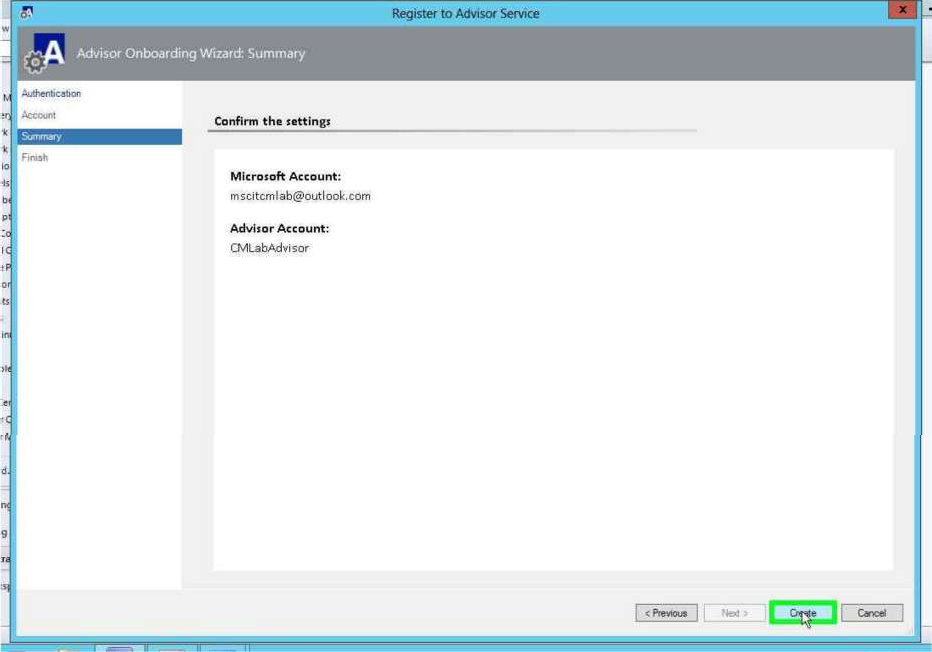 Register to Advisor Service
x
A
Advisor Onboarding Wizard: Summary
Authentication
Account
Summary
Finish
Confirm the settings
Microsoft Account:
mscitcmlab@outlook.com
Advisor Account:
CMLabAdvisor
< Previous
Next >
Create
Cancel